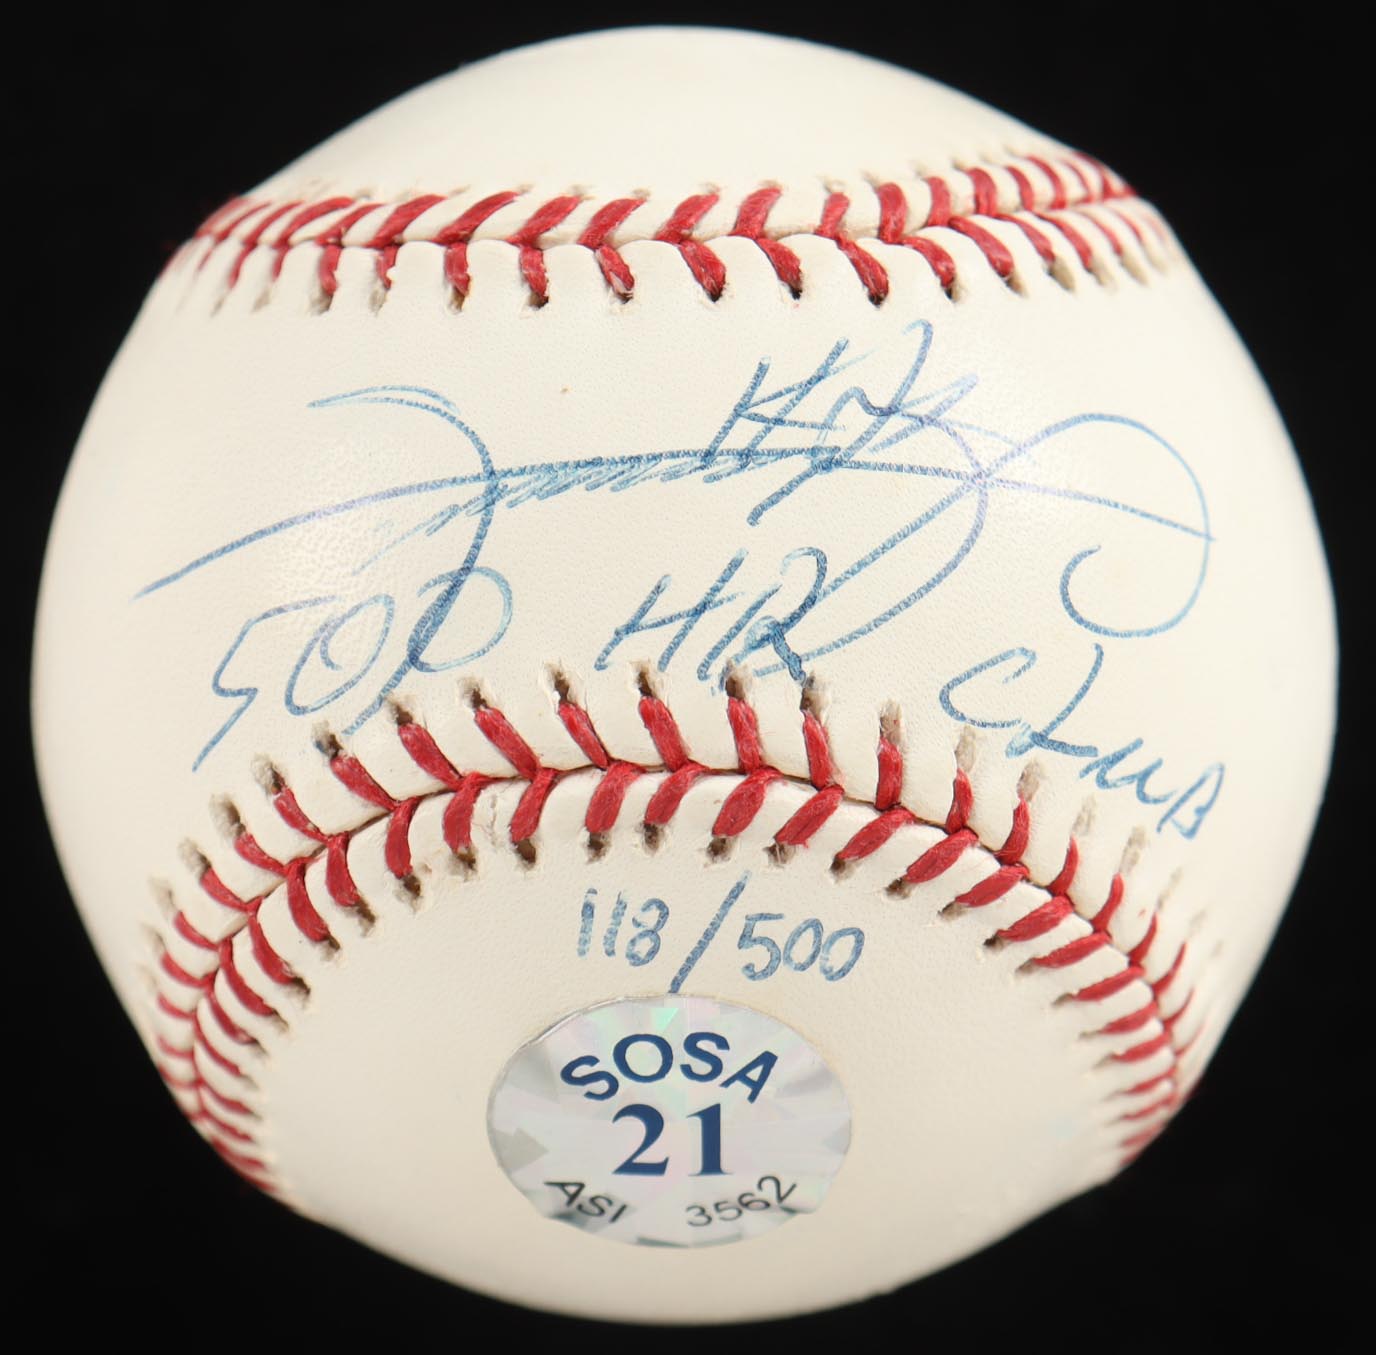 500 HR CLUB
118/500
SOSA
21
ASI 3562